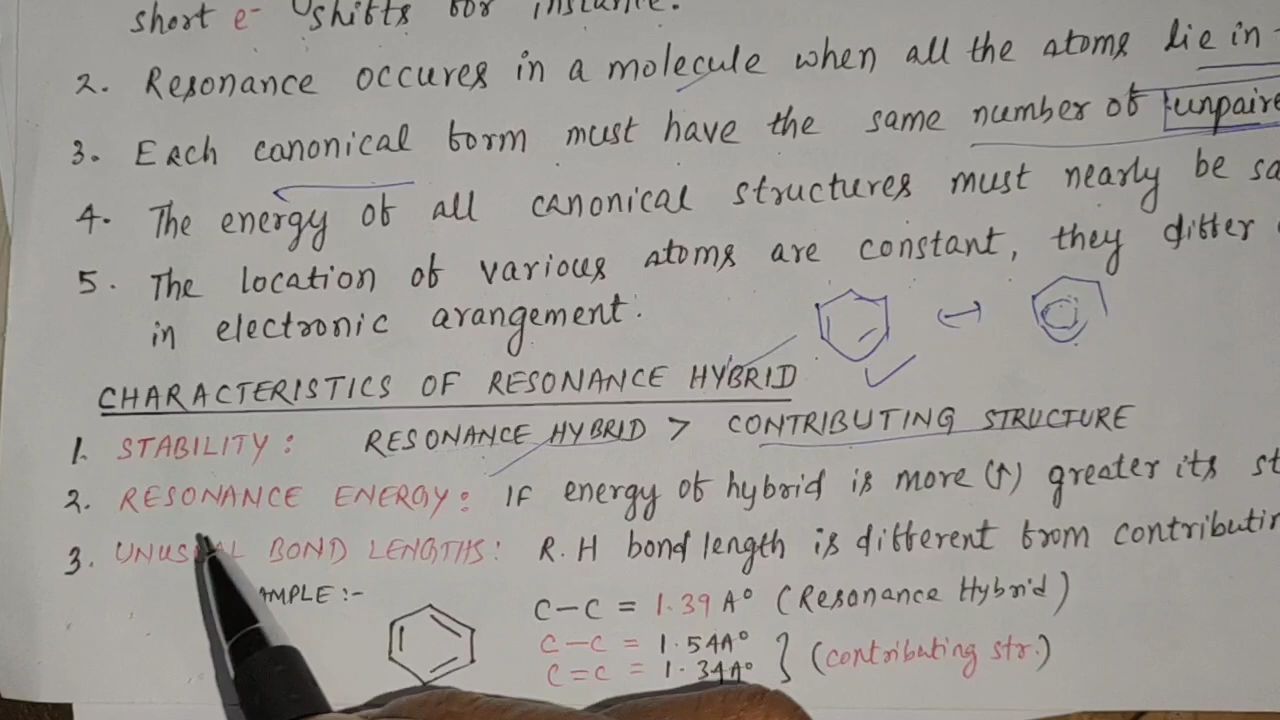 short e⁻ shifts for instance.
2. Resonance occures in a molecule when all the atoms lie in
3. Each canonical form must have the same number of unpaire
4. The energy of all canonical structures must nearly be sa
5. The location of various atoms are constant, they differ
in electronic arangement.
CHARACTERISTICS OF RESONANCE HYBRID
1. STABILITY: RESONANCE HYBRID > CONTRIBUTING STRUCTURE
2. RESONANCE ENERGY: IF energy of hybrid is more (↑) greater its st
3. UNUSUAL BOND LENGTHS: R.H bond length is different from contributin
AMPLE :-
C-C = 1.39 A° (Resonance Hybrid)
C-C = 1.54A°
C=C = 1.34A° } (contributing str.)